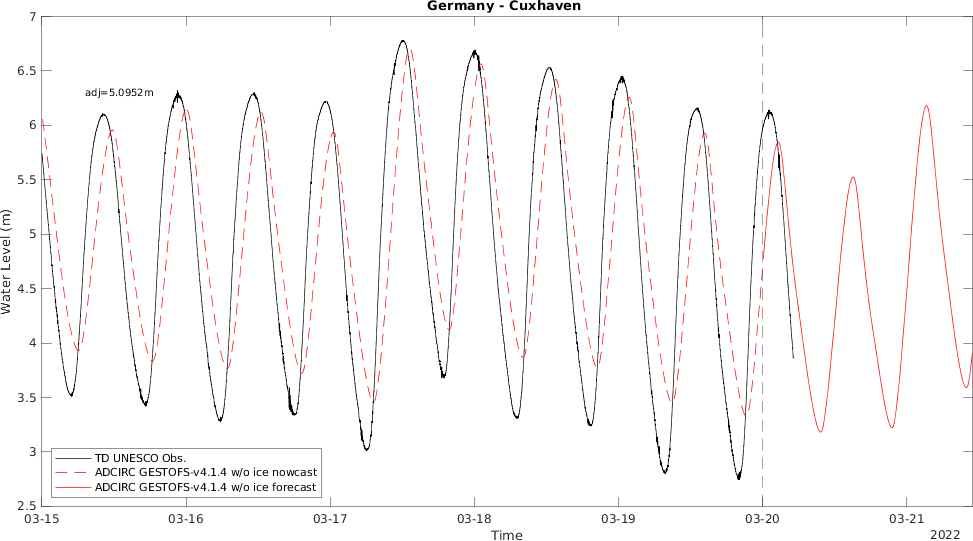 Germany - Cuxhaven
7
6.5
6
5.5
5
4.5
4
3.5
3
2.5
Water Level (m)
adj=5.0952m
TD UNESCO Obs.
ADCIRC GESTOFS-v4.1.4 w/o ice nowcast
ADCIRC GESTOFS-v4.1.4 w/o ice forecast
03-15 03-16 03-17 03-18 03-19 03-20 03-21
Time
2022